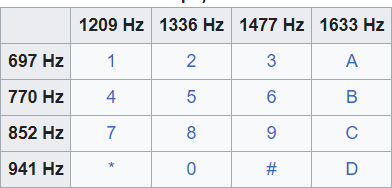 1209 Hz 1336 Hz 1477 Hz 1633 Hz
697 Hz 1 2 3 A
770 Hz 4 5 6 B
852 Hz 7 8 9 C
941 Hz * 0 # D